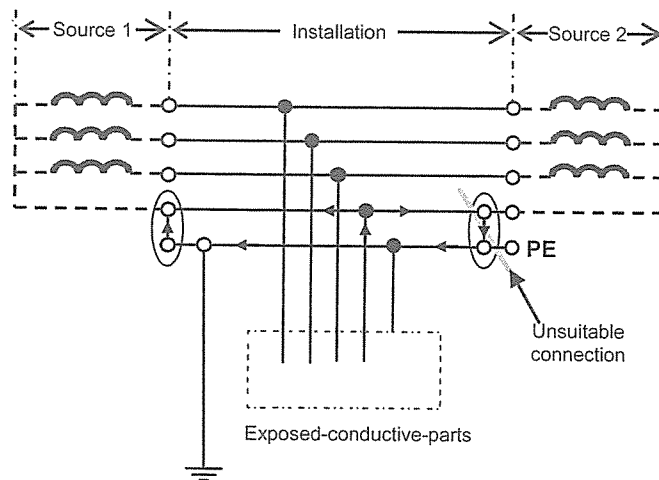 Source 1
Installation
Source 2
PE
Unsuitable
connection
Exposed-conductive-parts